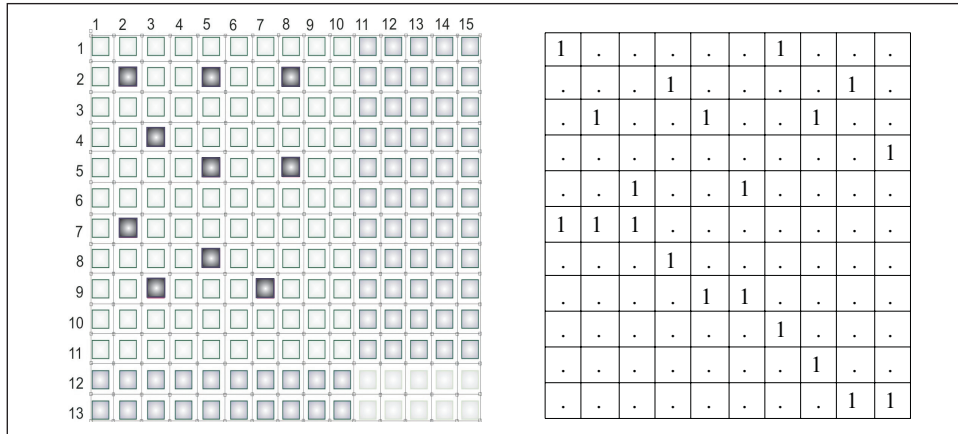 1 2 3 4 5 6 7 8 9 10 11 12 13 14 15
1
2
3
4
5
6
7
8
9
10
11
12
13
1 . . . . . 1 . . .
. . . 1 . . . . 1 .
. 1 . . 1 . . 1 . .
. . . . . . . . . 1
. . 1 . . 1 . . . .
1 1 1 . . . . . . .
. . . 1 . . . . . .
. . . . 1 1 . . . .
. . . . . . 1 . . .
. . . . . . . 1 . .
. . . . . . . . 1 1